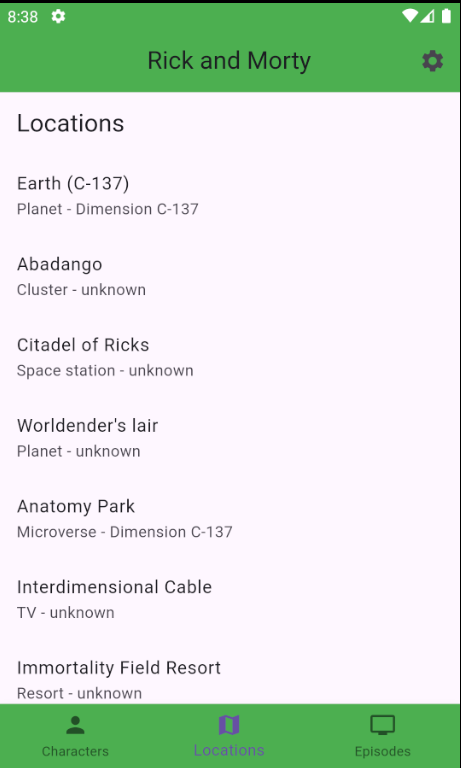 8:38
Rick and Morty
Locations
Earth (C-137)
Planet - Dimension C-137
Abadango
Cluster - unknown
Citadel of Ricks
Space station - unknown
Worldender's lair
Planet - unknown
Anatomy Park
Microverse - Dimension C-137
Interdimensional Cable
TV - unknown
Immortality Field Resort
Resort - unknown
Characters
Locations
Episodes